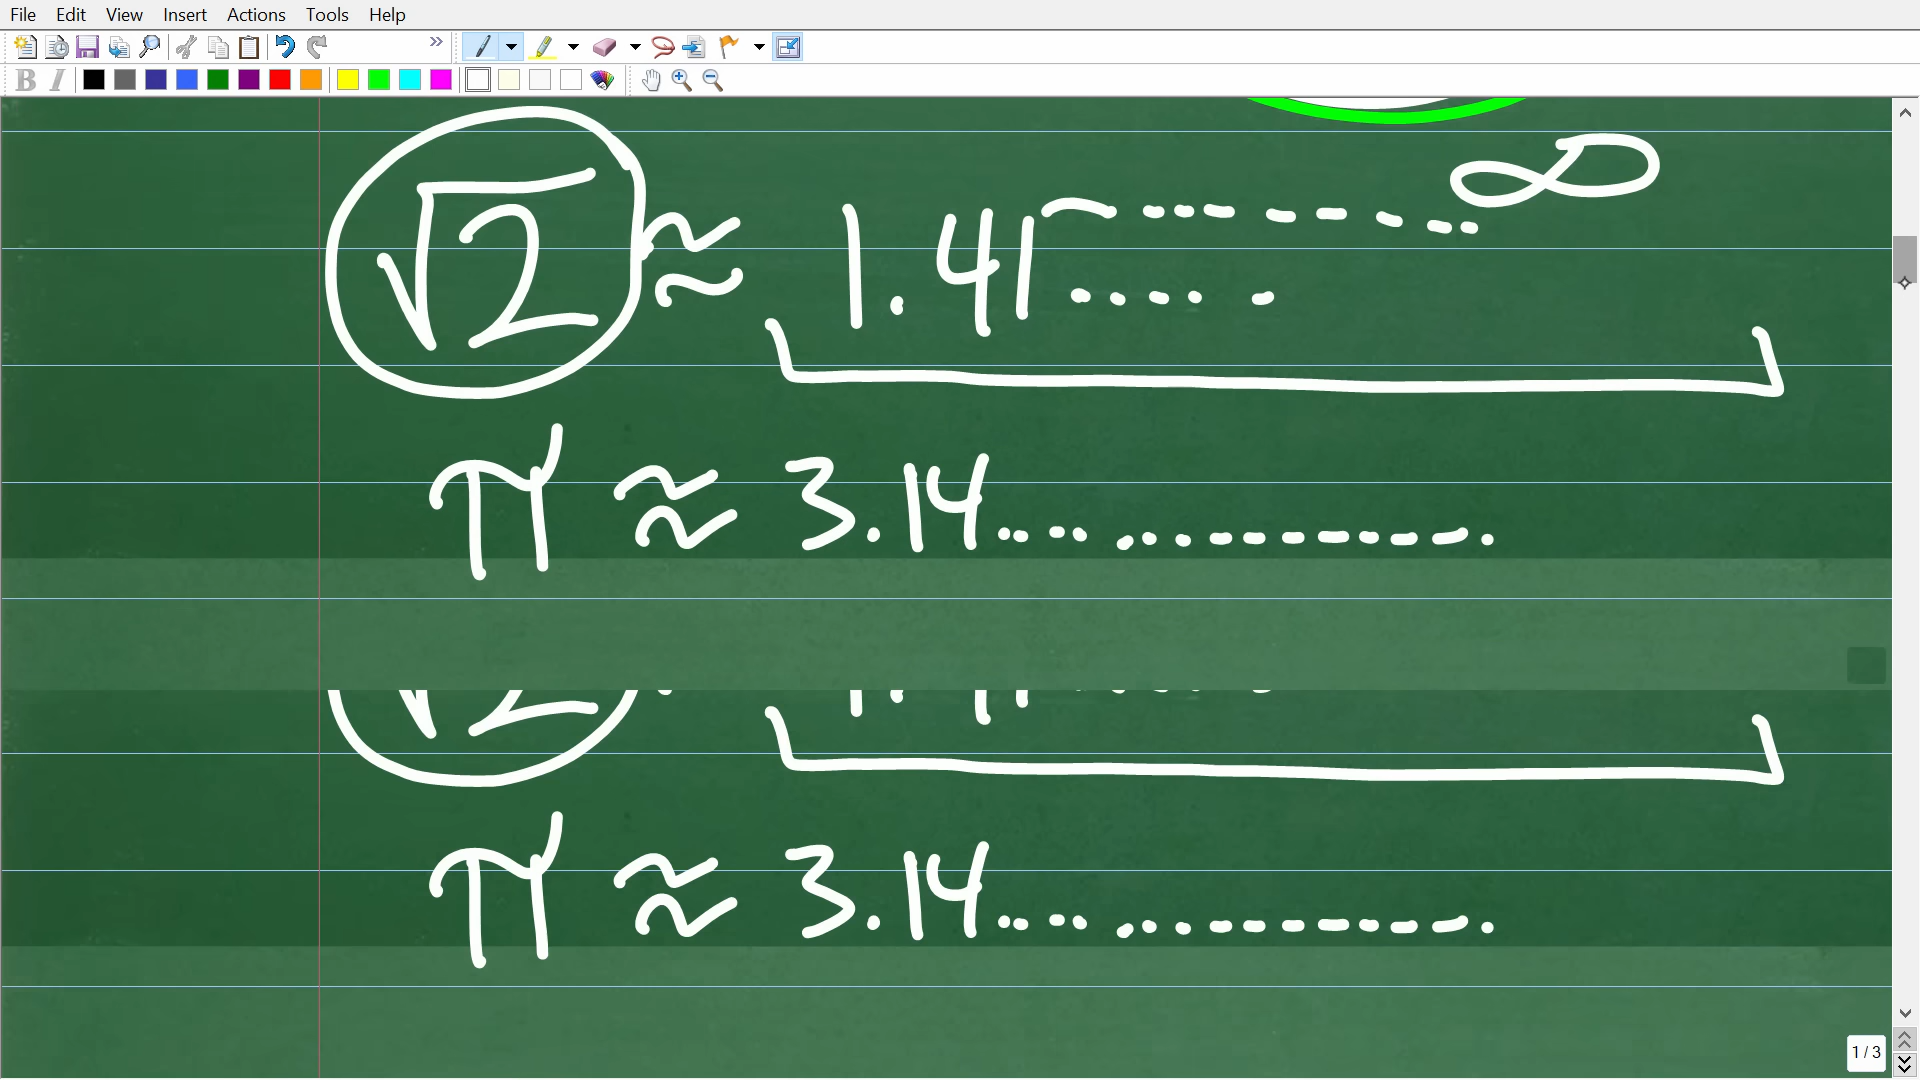 File Edit View Insert Actions Tools Help
B I
√2 ≈ 1.41..... ∞
π ≈ 3.14...............
π ≈ 3.14...............
1 / 3